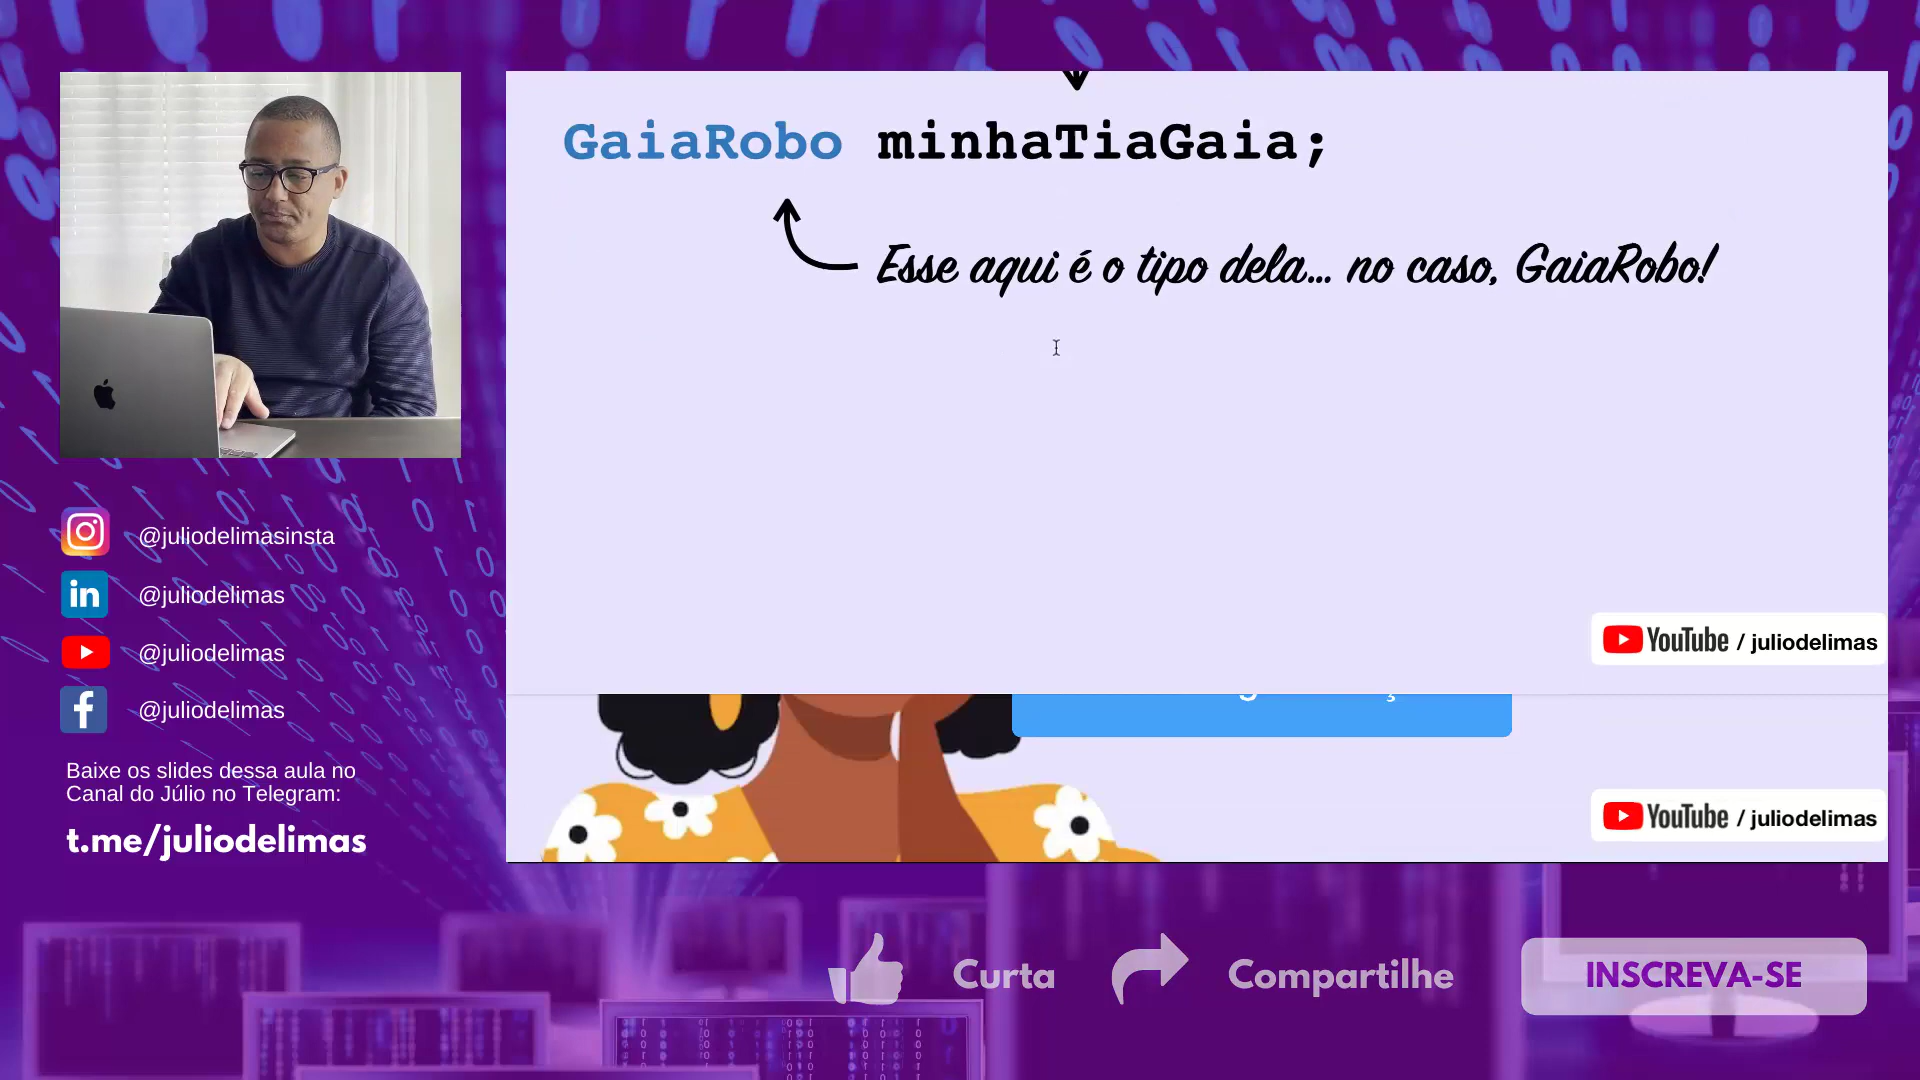 GaiaRobo minhaTiaGaia;
Esse aqui é o tipo dela... no caso, GaiaRobo!
YouTube / juliodelimas
YouTube / juliodelimas
@juliodelimasinsta
in
@juliodelimas
@juliodelimas
f
@juliodelimas
Baixe os slides dessa aula no
Canal do Júlio no Telegram:
t.me/juliodelimas
Curta
Compartilhe
INSCREVA-SE